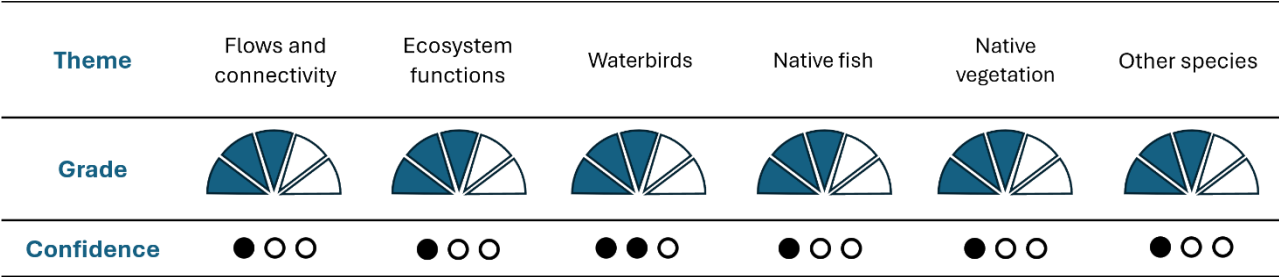 Theme
Flows and
connectivity
Ecosystem
functions
Waterbirds
Native fish
Native
vegetation
Other species
Grade
Confidence